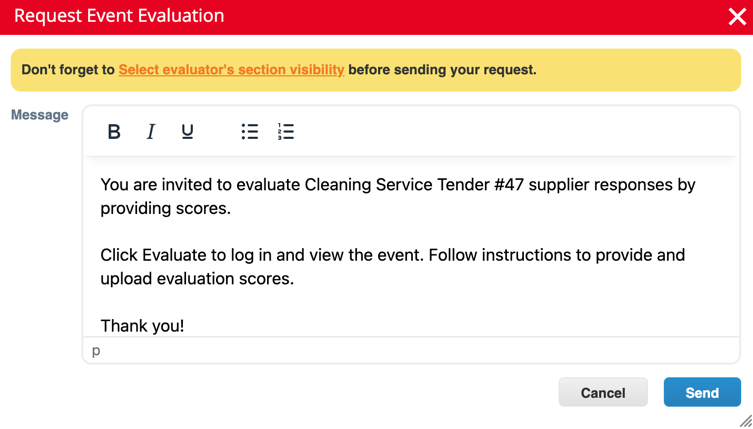 Request Event Evaluation
Don't forget to Select evaluator's section visibility before sending your request.
Message
B I U
You are invited to evaluate Cleaning Service Tender #47 supplier responses by
providing scores.
Click Evaluate to log in and view the event. Follow instructions to provide and
upload evaluation scores.
Thank you!
p
Cancel
Send